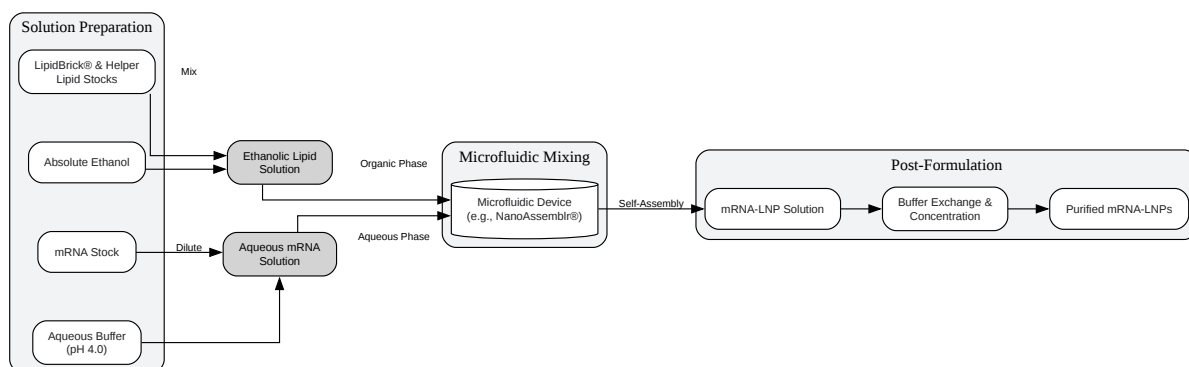 Solution Preparation
LipidBrick® & Helper
Lipid Stocks
Mix
Absolute Ethanol
Ethanolic Lipid
Solution
Organic Phase
mRNA Stock
Dilute
Aqueous mRNA
Solution
Aqueous Phase
Aqueous Buffer
(pH 4.0)
Microfluidic Mixing
Microfluidic Device
(e.g., NanoAssemblr®)
Self-Assembly
Post-Formulation
mRNA-LNP Solution
Buffer Exchange &
Concentration
Purified mRNA-LNPs